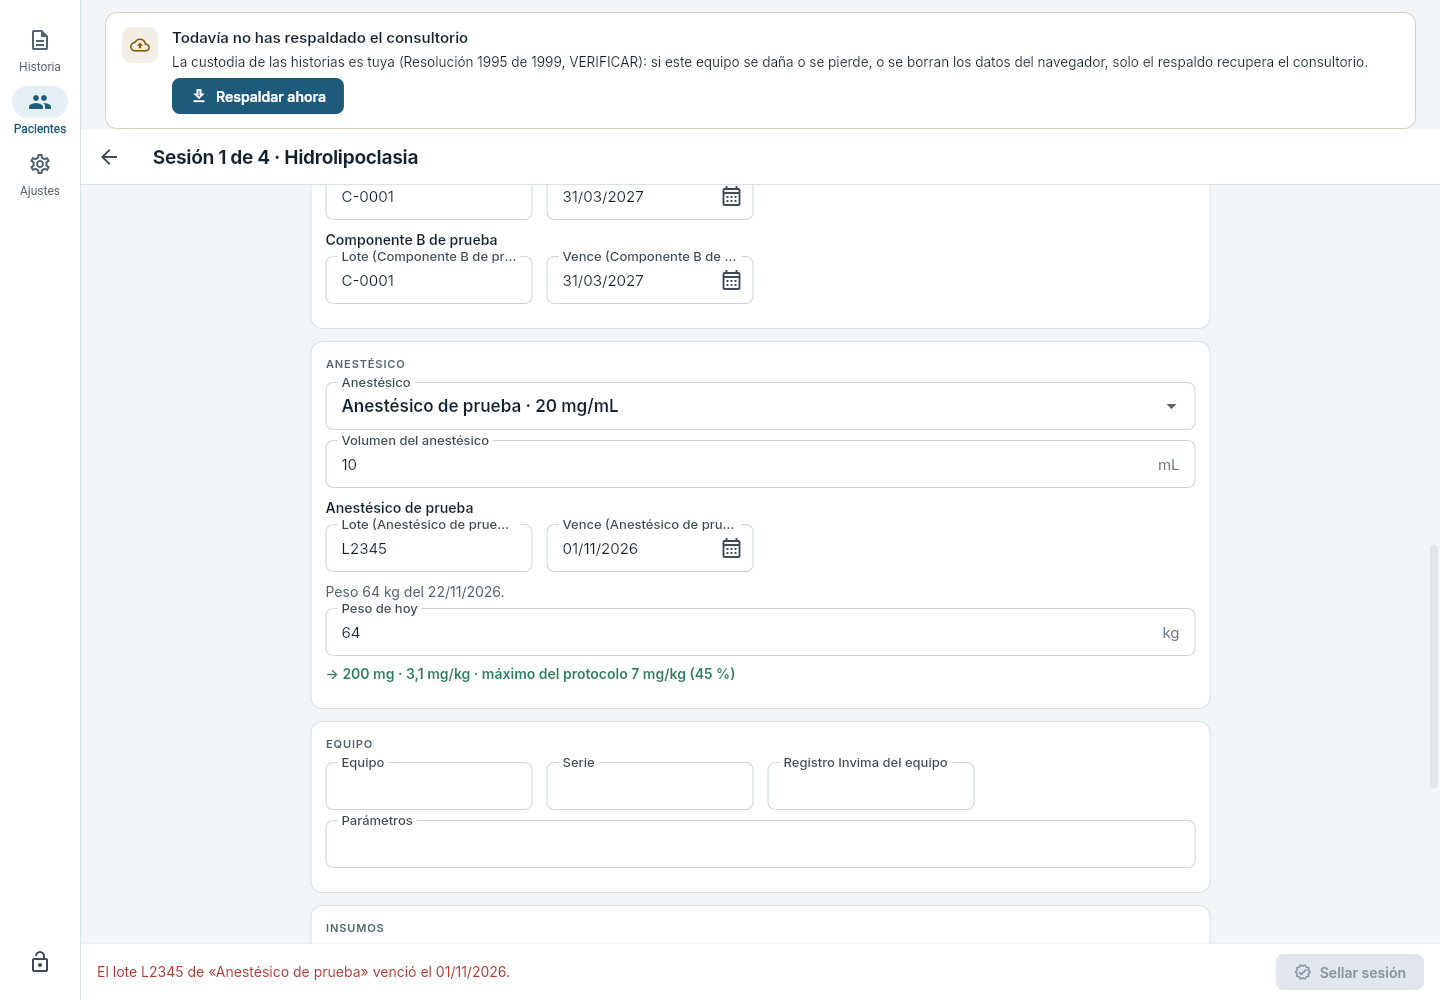 Historia
Pacientes
Ajustes
Todavía no has respaldado el consultorio
La custodia de las historias es tuya (Resolución 1995 de 1999, VERIFICAR): si este equipo se daña o se pierde, o se borran los datos del navegador, solo el respaldo recupera el consultorio.
Respaldar ahora
Sesión 1 de 4 · Hidrolipoclasia
C-0001 31/03/2027
Componente B de prueba
Lote (Componente B de pr... Vence (Componente B de ...
C-0001 31/03/2027
ANESTÉSICO
Anestésico
Anestésico de prueba · 20 mg/mL
Volumen del anestésico
10 mL
Anestésico de prueba
Lote (Anestésico de prue... Vence (Anestésico de pru...
L2345 01/11/2026
Peso 64 kg del 22/11/2026.
Peso de hoy
64 kg
→ 200 mg · 3,1 mg/kg · máximo del protocolo 7 mg/kg (45 %)
EQUIPO
Equipo Serie Registro Invima del equipo
Parámetros
INSUMOS
El lote L2345 de «Anestésico de prueba» venció el 01/11/2026.
Sellar sesión